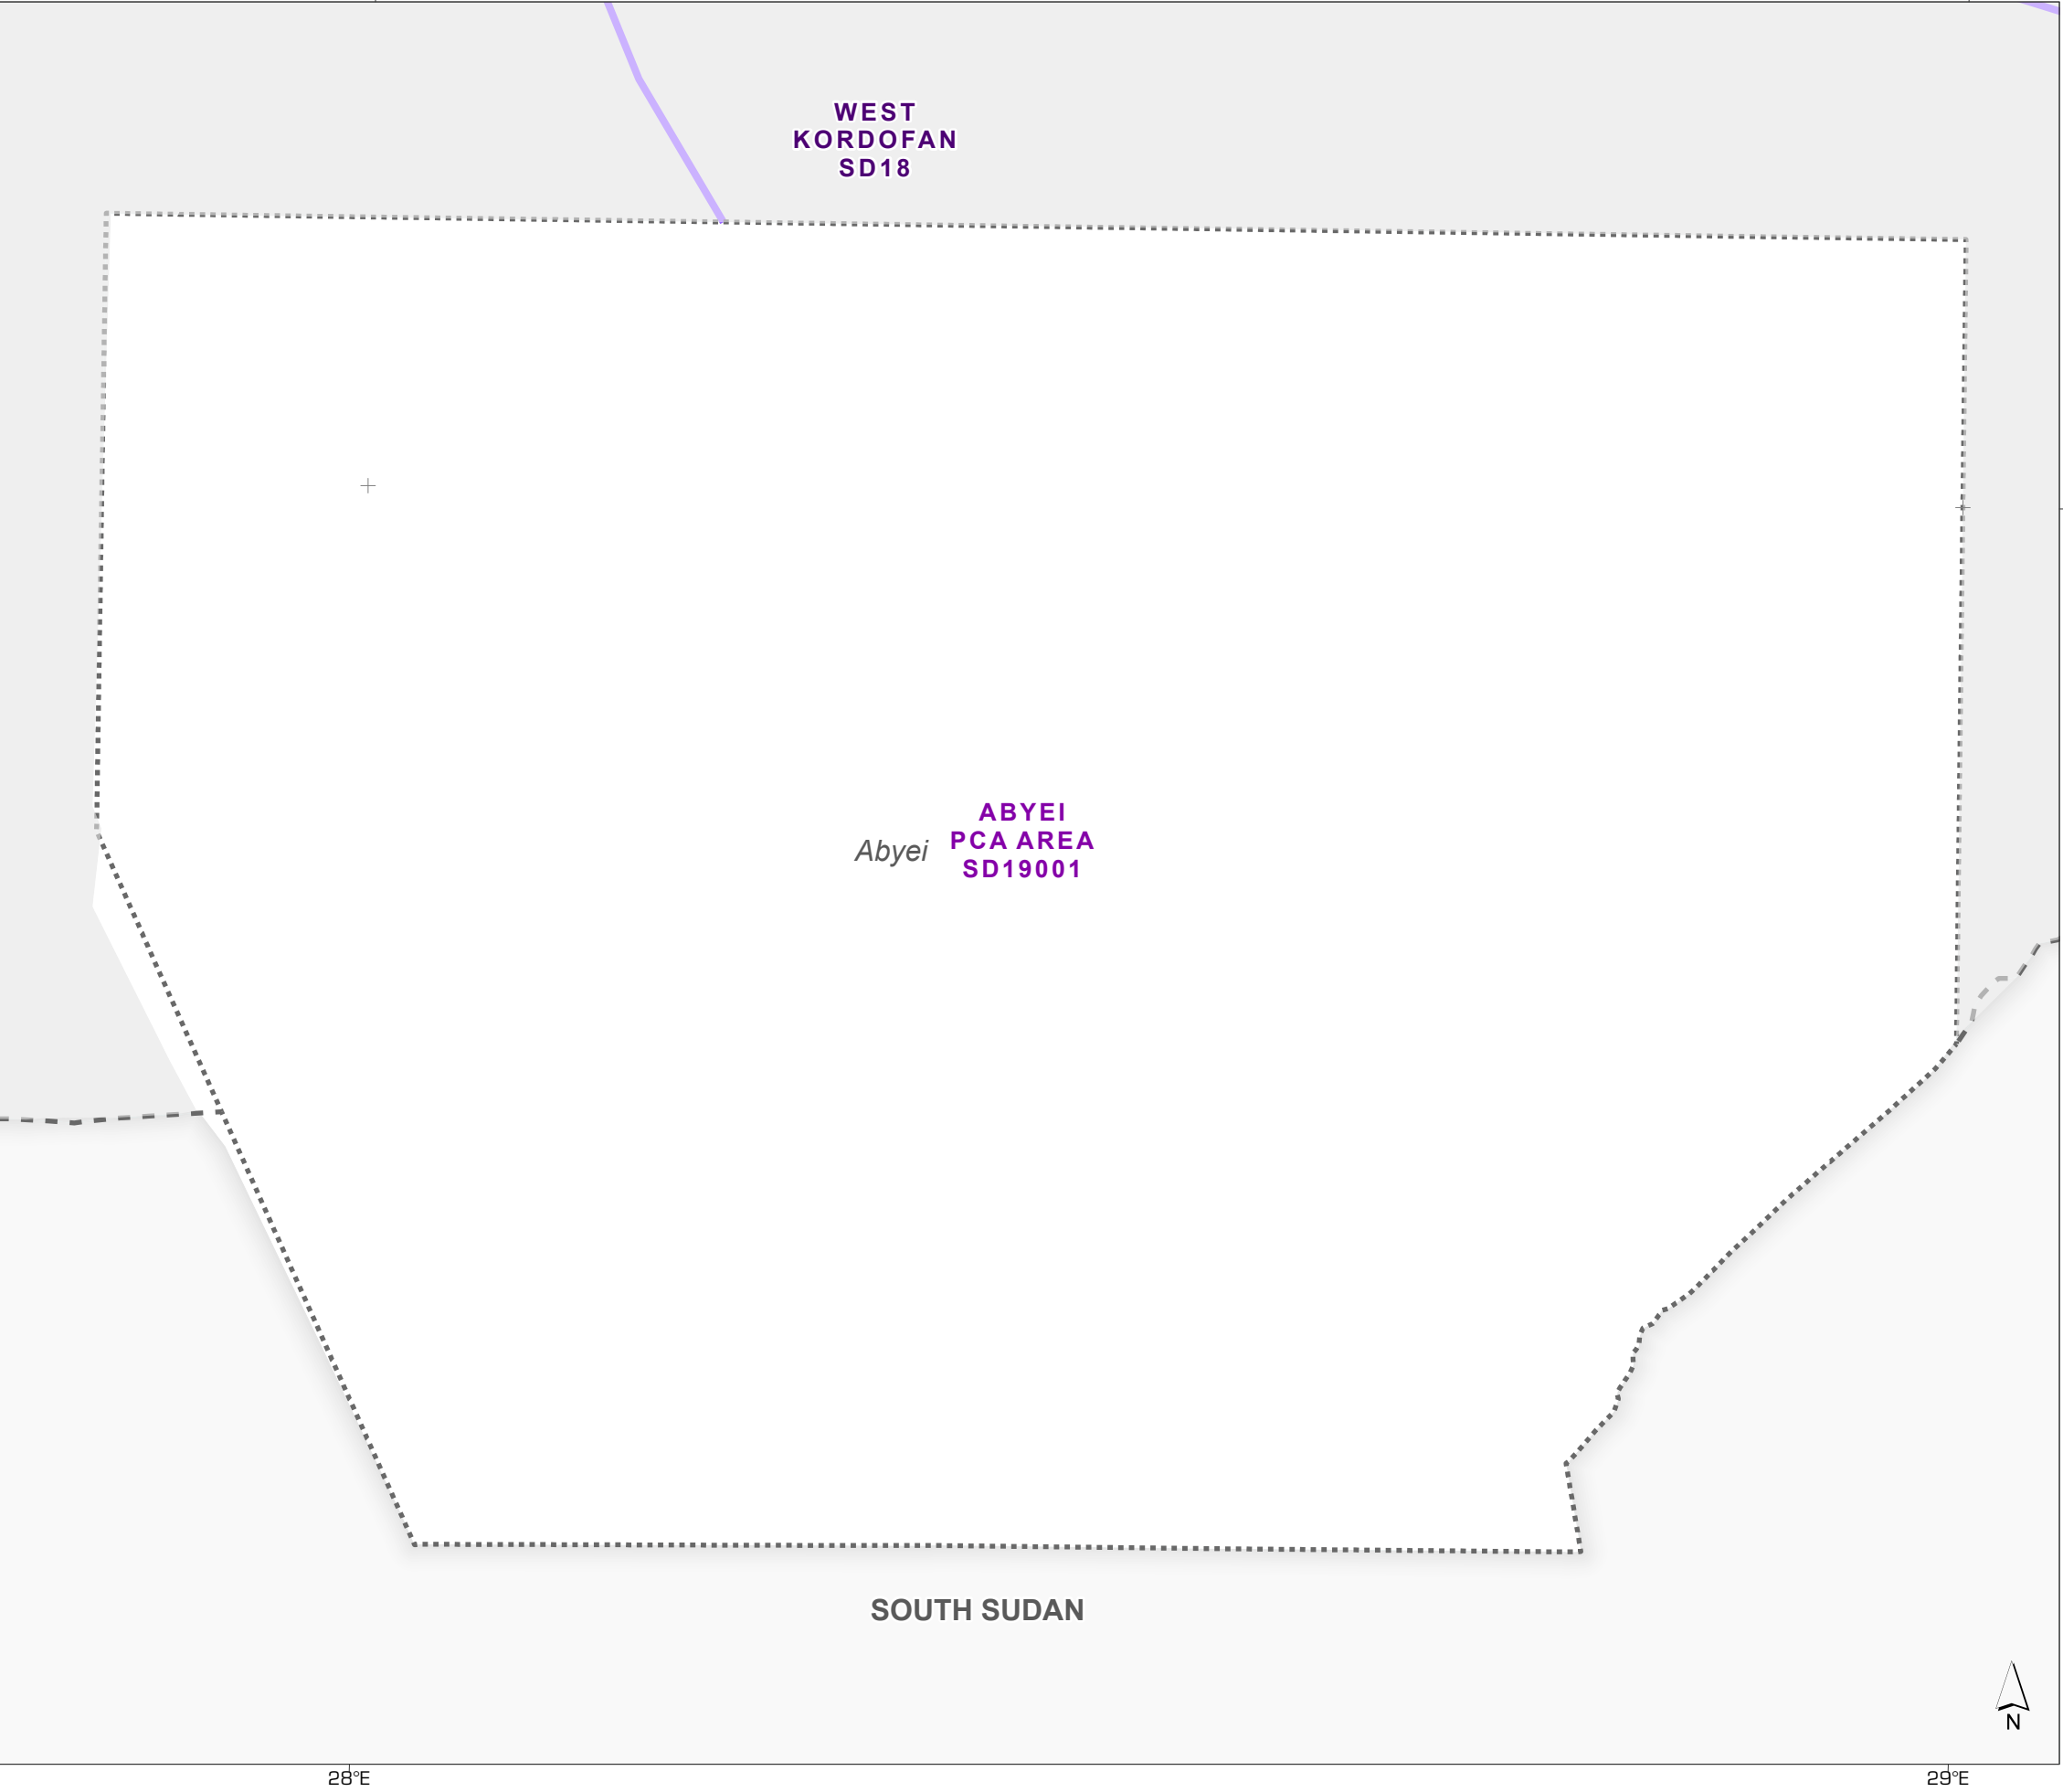 WEST
KORDOFAN
SD18
ABYEI
Abyei
PCA AREA
SD19001
SOUTH SUDAN
N
28°E
29°E